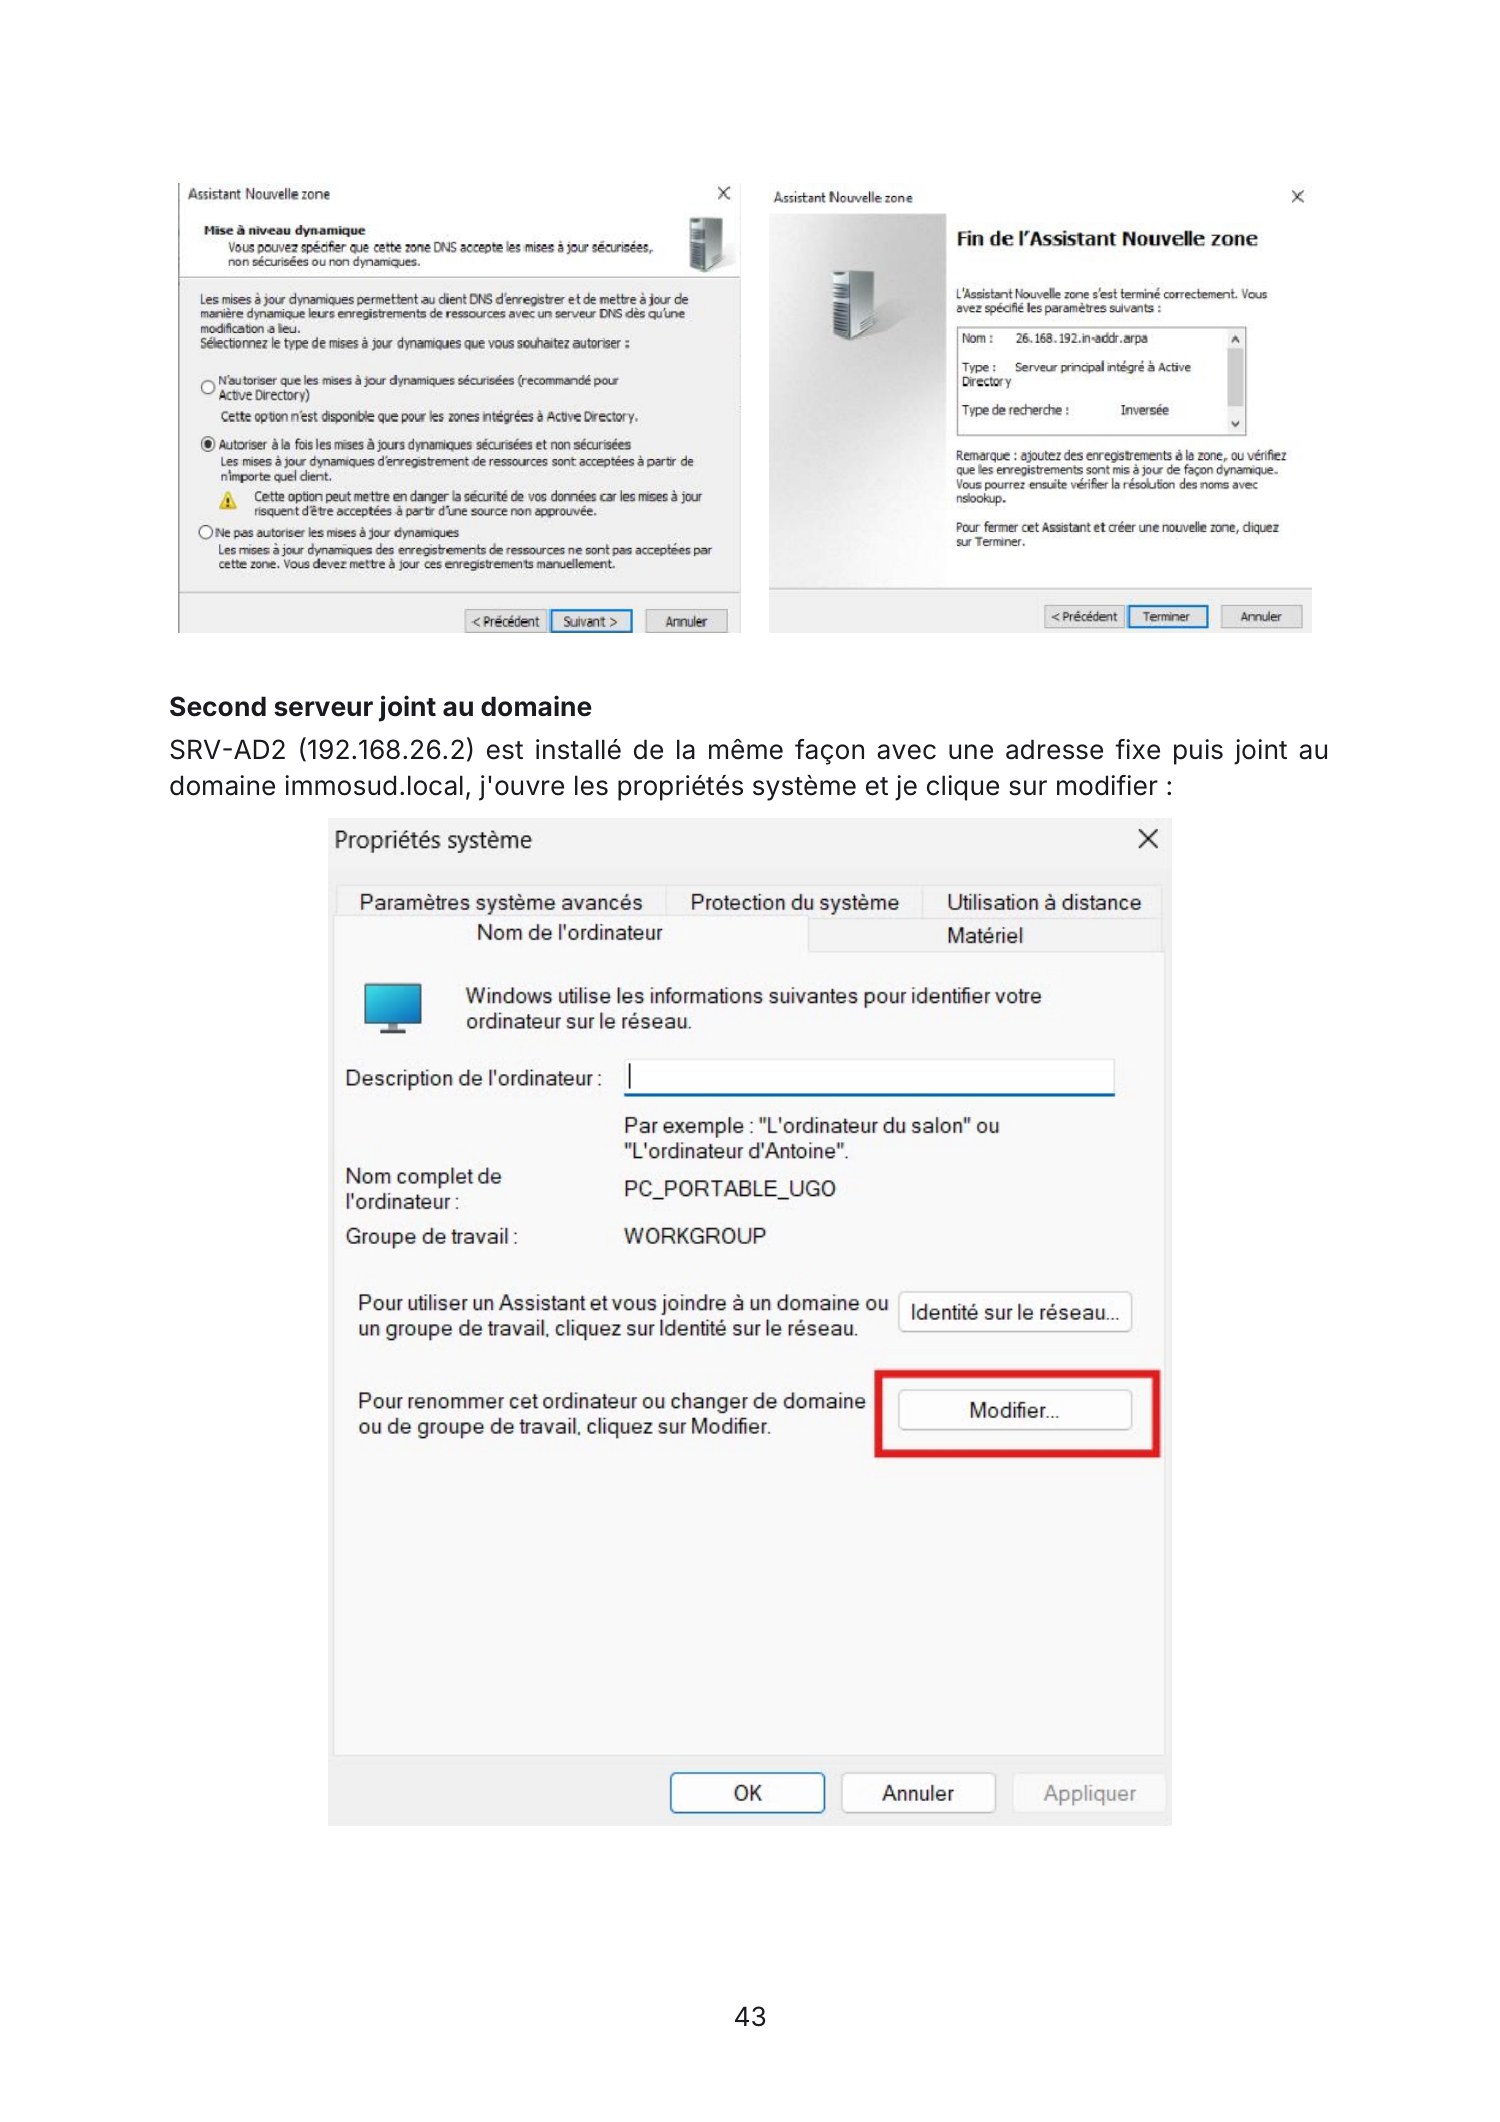 Assistant Nouvelle zone
Mise à niveau dynamique
Vous pouvez spécifier que cette zone DNS accepte les mises à jour sécurisées,
non sécurisées ou non dynamiques.
Les mises à jour dynamiques permettent au client DNS d'enregistrer et de mettre à jour de
manière dynamique leurs enregistrements de ressources avec un serveur DNS dès qu'une
modification a lieu.
Sélectionnez le type de mises à jour dynamiques que vous souhaitez autoriser :
N'autoriser que les mises à jour dynamiques sécurisées (recommandé pour
Active Directory)
Cette option n'est disponible que pour les zones intégrées à Active Directory.
Autoriser à la fois les mises à jours dynamiques sécurisées et non sécurisées
Les mises à jour dynamiques d'enregistrement de ressources sont acceptées à partir de
n'importe quel client.
Cette option peut mettre en danger la sécurité de vos données car les mises à jour
risquent d'être acceptées à partir d'une source non approuvée.
Ne pas autoriser les mises à jour dynamiques
Les mises à jour dynamiques des enregistrements de ressources ne sont pas acceptées par
cette zone. Vous devez mettre à jour ces enregistrements manuellement.
< Précédent
Suivant >
Annuler
Assistant Nouvelle zone
Fin de l'Assistant Nouvelle zone
L'Assistant Nouvelle zone s'est terminé correctement. Vous
avez spécifié les paramètres suivants :
Nom : 26.168.192.in-addr.arpa
Type : Serveur principal intégré à Active
Directory
Type de recherche : Inversée
Remarque : ajoutez des enregistrements à la zone, ou vérifiez
que les enregistrements sont mis à jour de façon dynamique.
Vous pourrez ensuite vérifier la résolution des noms avec
nslookup.
Pour fermer cet Assistant et créer une nouvelle zone, cliquez
sur Terminer.
< Précédent
Terminer
Annuler
Second serveur joint au domaine
SRV-AD2 (192.168.26.2) est installé de la même façon avec une adresse fixe puis joint au
domaine immosud.local, j'ouvre les propriétés système et je clique sur modifier :
Propriétés système
Paramètres système avancés
Protection du système
Utilisation à distance
Nom de l'ordinateur
Matériel
Windows utilise les informations suivantes pour identifier votre
ordinateur sur le réseau.
Description de l'ordinateur :
Par exemple : "L'ordinateur du salon" ou
"L'ordinateur d'Antoine".
Nom complet de
l'ordinateur :
PC_PORTABLE_UGO
Groupe de travail : WORKGROUP
Pour utiliser un Assistant et vous joindre à un domaine ou
un groupe de travail, cliquez sur Identité sur le réseau.
Identité sur le réseau...
Pour renommer cet ordinateur ou changer de domaine
ou de groupe de travail, cliquez sur Modifier.
Modifier...
OK
Annuler
Appliquer
43